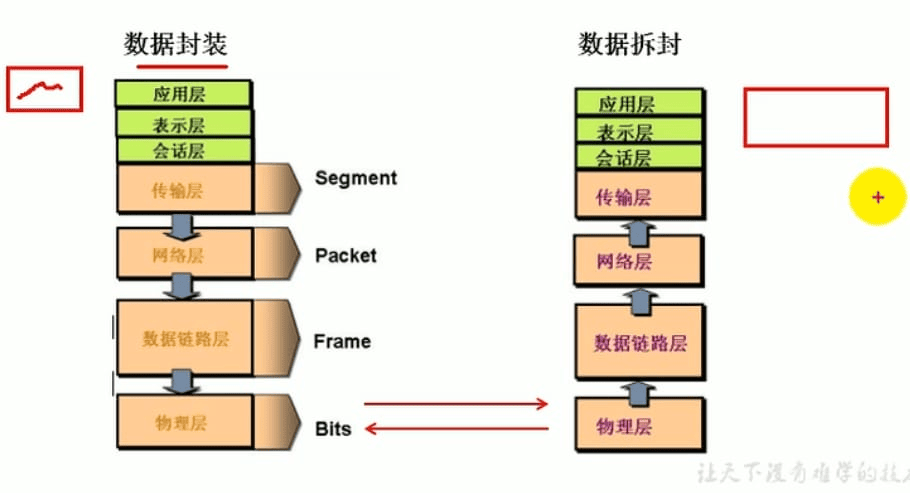 数据封装
数据拆封
应用层
表示层
会话层
传输层
网络层
数据链路层
物理层
Segment
Packet
Frame
Bits
应用层
表示层
会话层
传输层
网络层
数据链路层
物理层
让天下没有难学的技